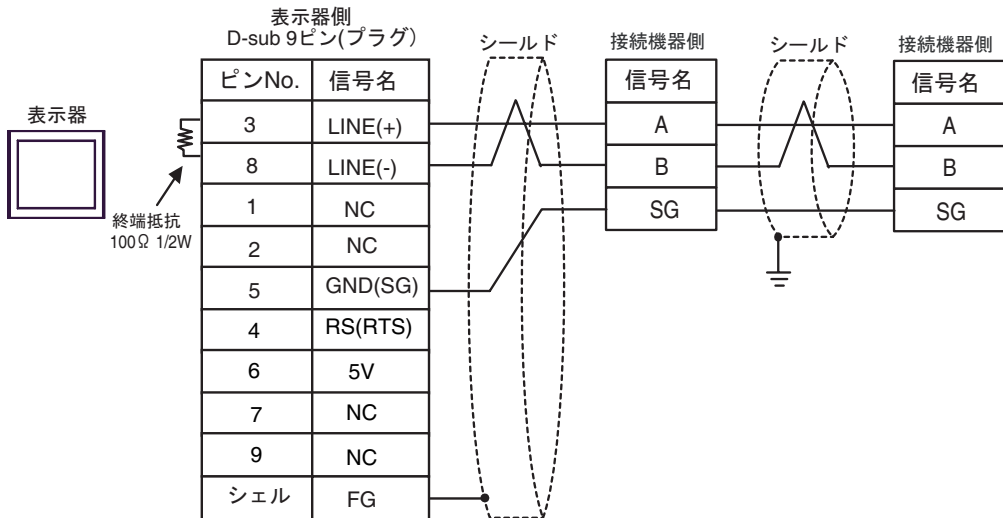 表示器側
D-sub 9ピン(プラグ)
シールド
接続機器側
シールド
接続機器側
ピンNo. 信号名
信号名
信号名
表示器
3 LINE(+)
A
A
8 LINE(-)
B
B
終端抵抗
100Ω 1/2W
1 NC
SG
SG
2 NC
5 GND(SG)
4 RS(RTS)
6 5V
7 NC
9 NC
シェル FG